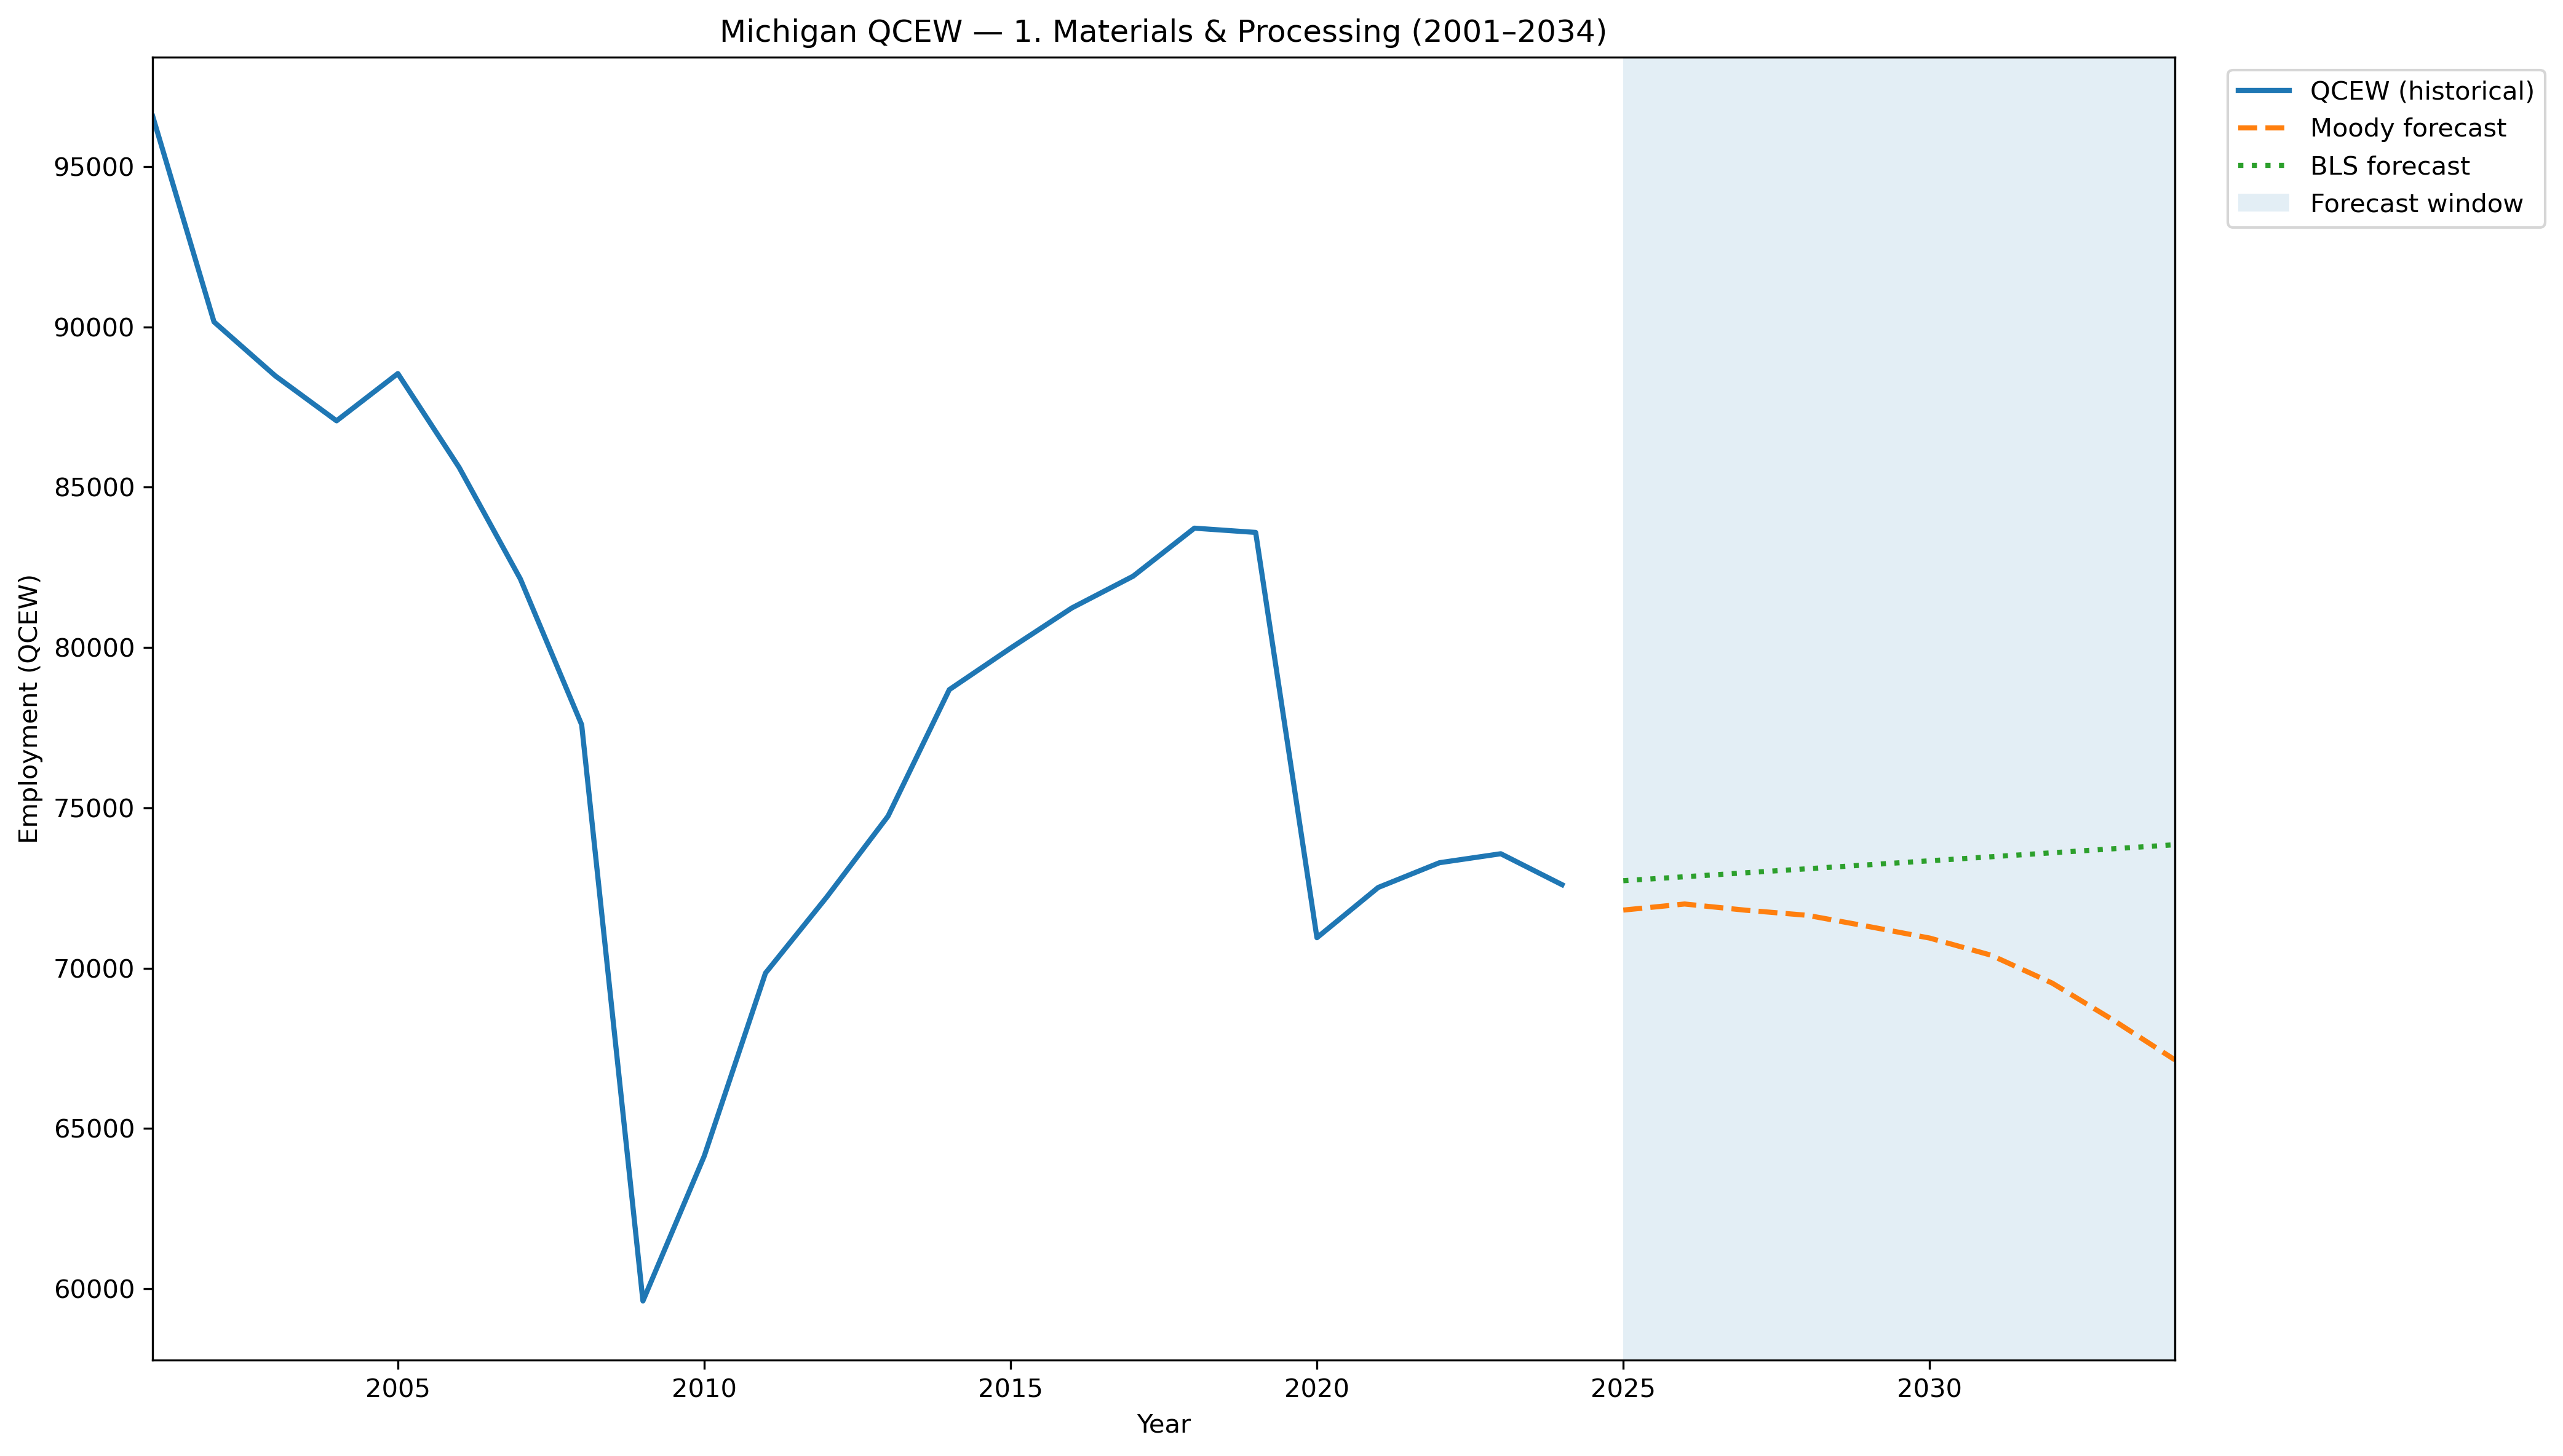 Michigan QCEW — 1. Materials & Processing (2001–2034)
QCEW (historical)
Moody forecast
BLS forecast
Forecast window
Employment (QCEW)
95000
90000
85000
80000
75000
70000
65000
60000
2005
2010
2015
2020
2025
2030
Year